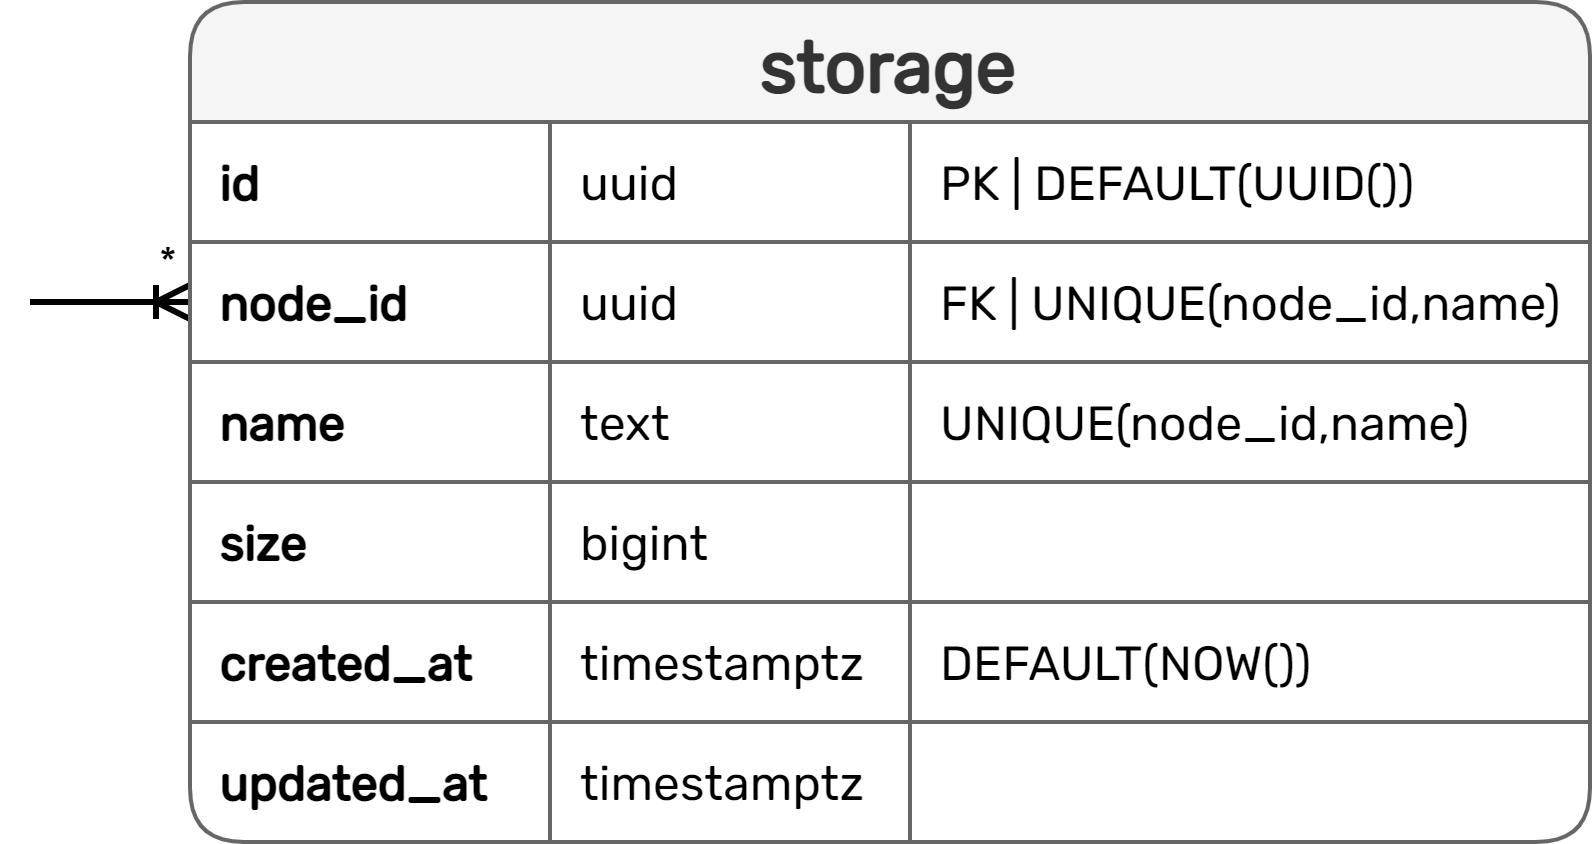 storage
id uuid PK | DEFAULT(UUID())
*
node_id uuid FK | UNIQUE(node_id,name)
name text UNIQUE(node_id,name)
size bigint
created_at timestamptz DEFAULT(NOW())
updated_at timestamptz